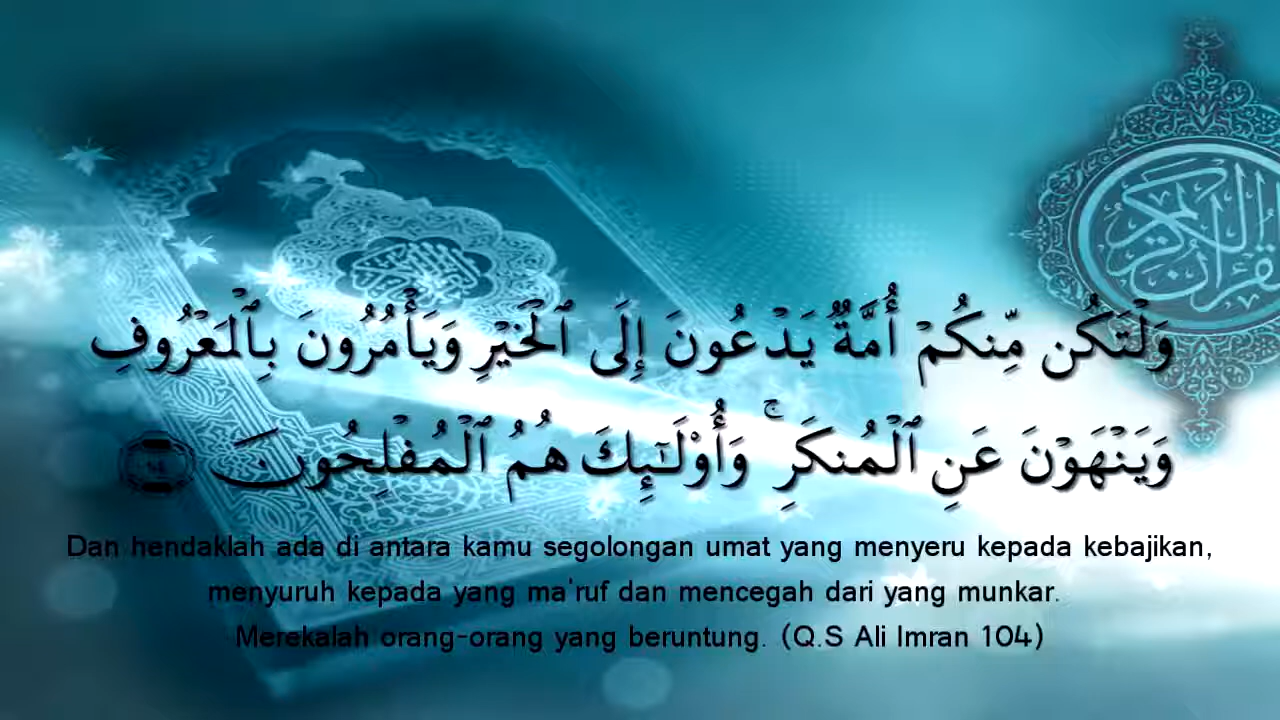 وَلْتَكُن مِّنكُمْ أُمَّةٌ يَدْعُونَ إِلَى ٱلْخَيْرِ وَيَأْمُرُونَ بِٱلْمَعْرُوفِ
وَيَنْهَوْنَ عَنِ ٱلْمُنكَرِ ۚ وَأُو۟لَـٰٓئِكَ هُمُ ٱلْمُفْلِحُونَ ١٠٤
Dan hendaklah ada di antara kamu segolongan umat yang menyeru kepada kebajikan,
menyuruh kepada yang ma'ruf dan mencegah dari yang munkar.
Merekalah orang-orang yang beruntung. (Q.S Ali Imran 104)